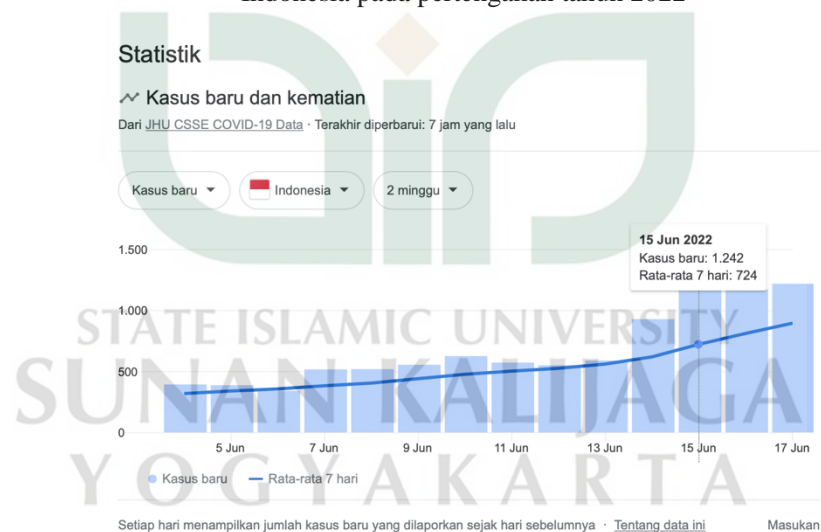 Indonesia pada pertengahan tahun 2022
Statistik
Kasus baru dan kematian
Dari JHU CSSE COVID-19 Data · Terakhir diperbarui: 7 jam yang lalu
Kasus baru
Indonesia
2 minggu
15 Jun 2022
Kasus baru: 1.242
Rata-rata 7 hari: 724
1.500
1.000
500
0
5 Jun
7 Jun
9 Jun
11 Jun
13 Jun
15 Jun
17 Jun
Kasus baru
Rata-rata 7 hari
STATE ISLAMIC UNIVERSITY
SUNAN KALIJAGA
YOGYAKARTA
Setiap hari menampilkan jumlah kasus baru yang dilaporkan sejak hari sebelumnya · Tentang data ini
Masukan